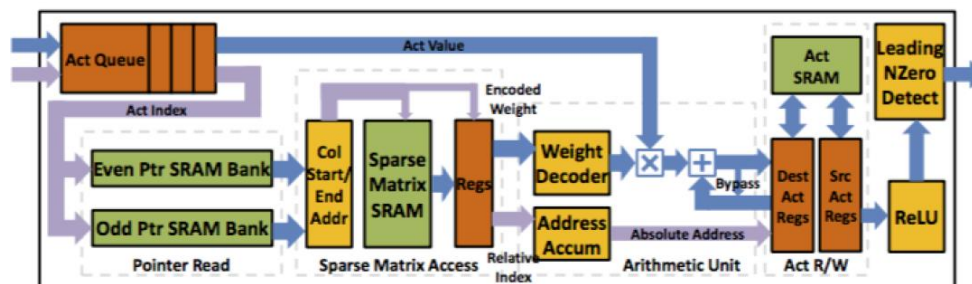 Act Queue
Act Value
Act Index
Even Ptr SRAM Bank
Odd Ptr SRAM Bank
Pointer Read
Col
Start/
End
Addr
Sparse
Matrix
SRAM
Regs
Sparse Matrix Access
Encoded
Weight
Relative
Index
Weight
Decoder
Address
Accum
Bypass
Absolute Address
Arithmetic Unit
Act
SRAM
Dest
Act
Regs
Src
Act
Regs
Act R/W
Leading
NZero
Detect
ReLU